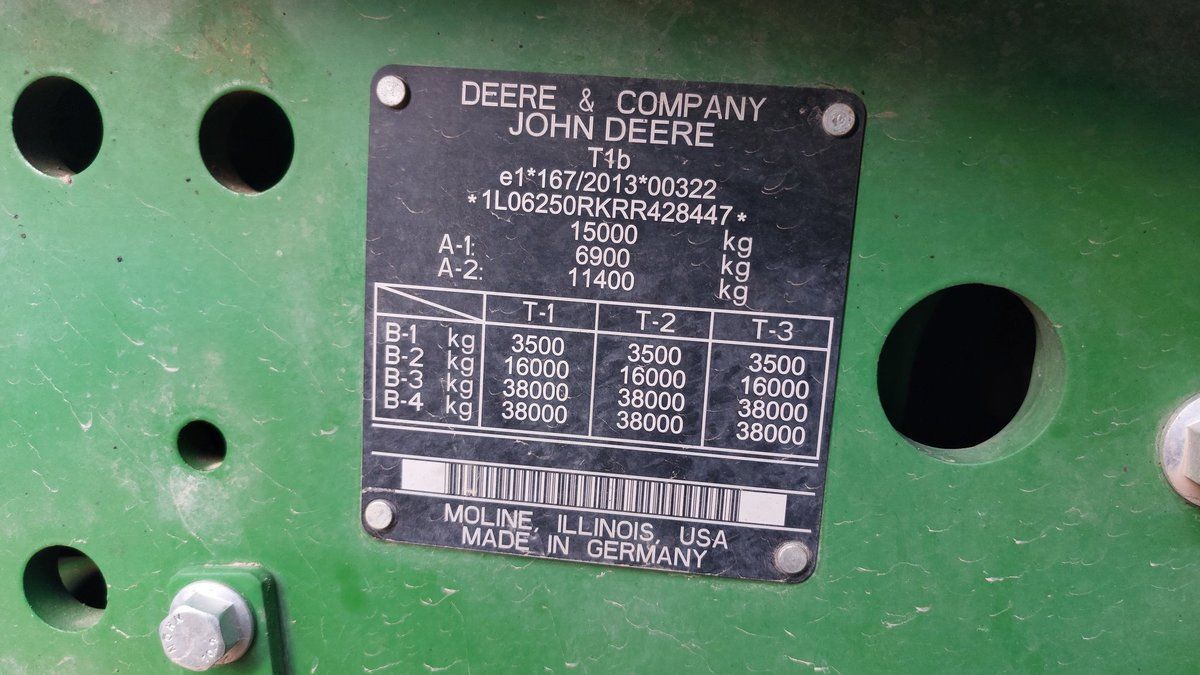 DEERE & COMPANY
JOHN DEERE
T1b
e1*167/2013*00322
*1L06250RKRR428447*
15000 kg
A-1: 6900 kg
A-2: 11400 kg
T-1 T-2 T-3
B-1 kg 3500 3500 3500
B-2 kg 16000 16000 16000
B-3 kg 38000 38000 38000
B-4 kg 38000 38000 38000
MOLINE, ILLINOIS, USA
MADE IN GERMANY